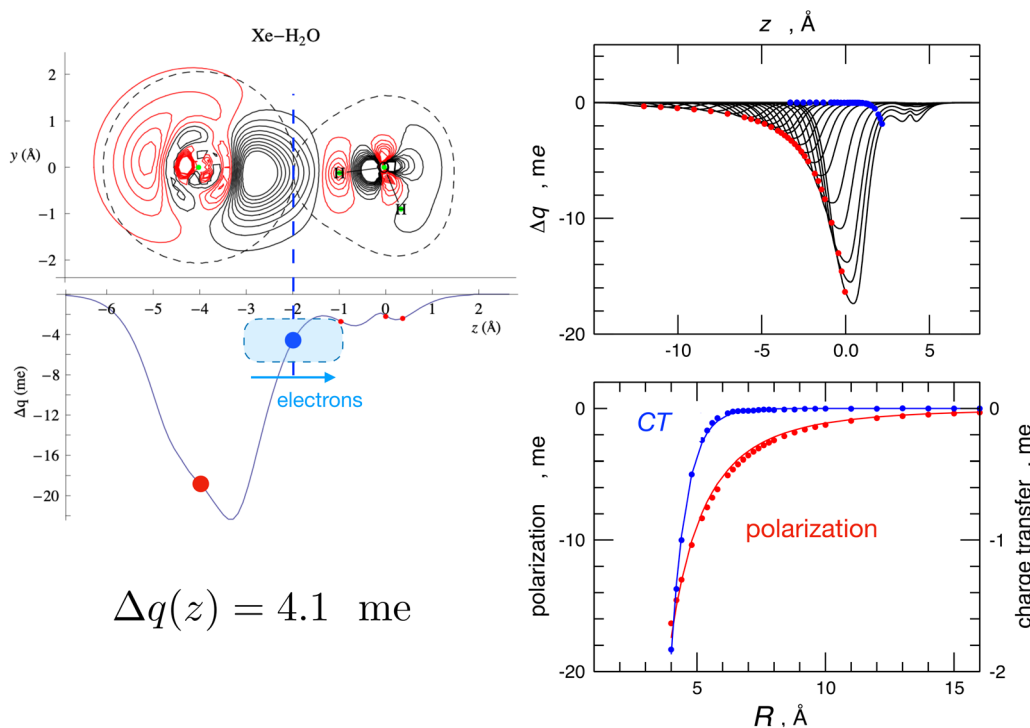 Xe−H₂O
y (Å)
2
1
0
−1
−2
H
H
−6 −5 −4 −3 −2 −1 0 1 2
z (Å)
Δq (me)
−4
−8
−12
−16
−20
electrons
Δq(z) = 4.1 me
z , Å
Δq , me
0
-10
-20
-10 -5 0.0 5
CT
polarization
polarization , me
0
-10
-20
charge transfer , me
0
-1
-2
5 10 15
R , Å